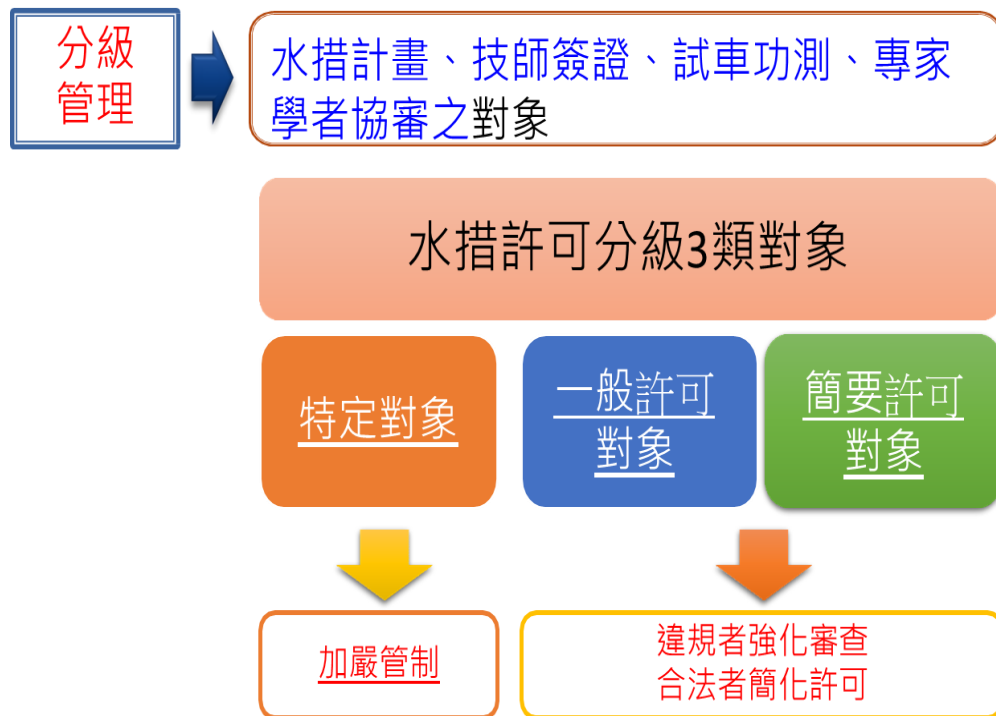 分級
管理
水措計畫、技師簽證、試車功測、專家
學者協審之對象
水措許可分級3類對象
特定對象
一般許可
對象
簡要許可
對象
加嚴管制
違規者強化審查
合法者簡化許可